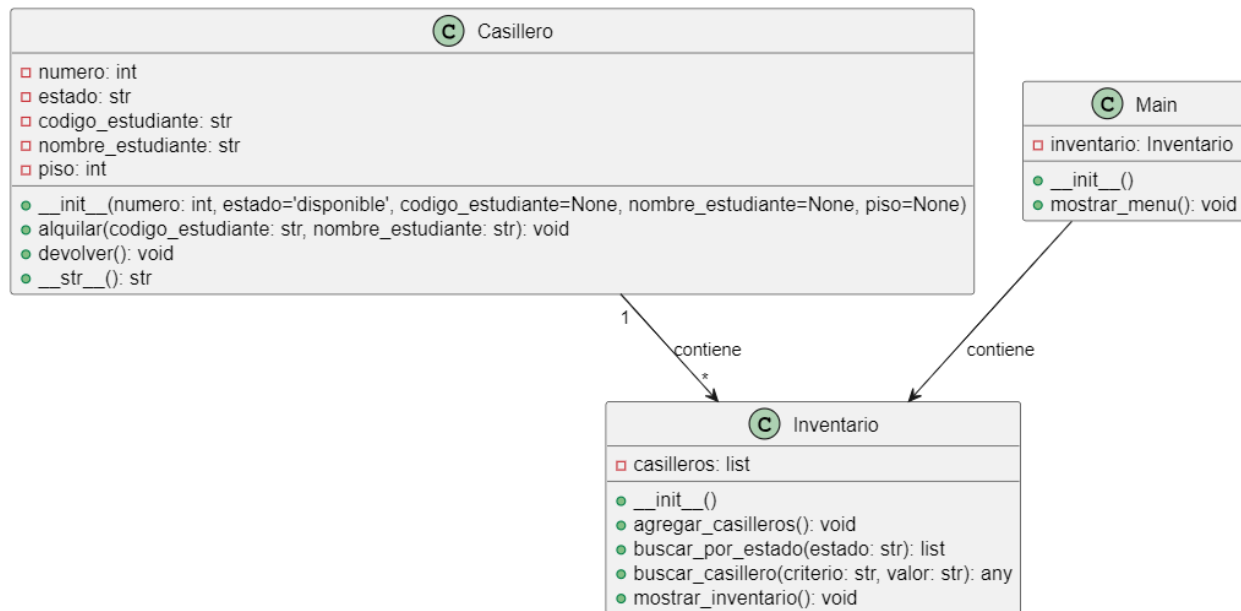 C Casillero
numero: int
estado: str
codigo_estudiante: str
nombre_estudiante: str
piso: int
__init__(numero: int, estado='disponible', codigo_estudiante=None, nombre_estudiante=None, piso=None)
alquilar(codigo_estudiante: str, nombre_estudiante: str): void
devolver(): void
__str__(): str
C Main
inventario: Inventario
__init__()
mostrar_menu(): void
1
contiene
*
contiene
C Inventario
casilleros: list
__init__()
agregar_casilleros(): void
buscar_por_estado(estado: str): list
buscar_casillero(criterio: str, valor: str): any
mostrar_inventario(): void